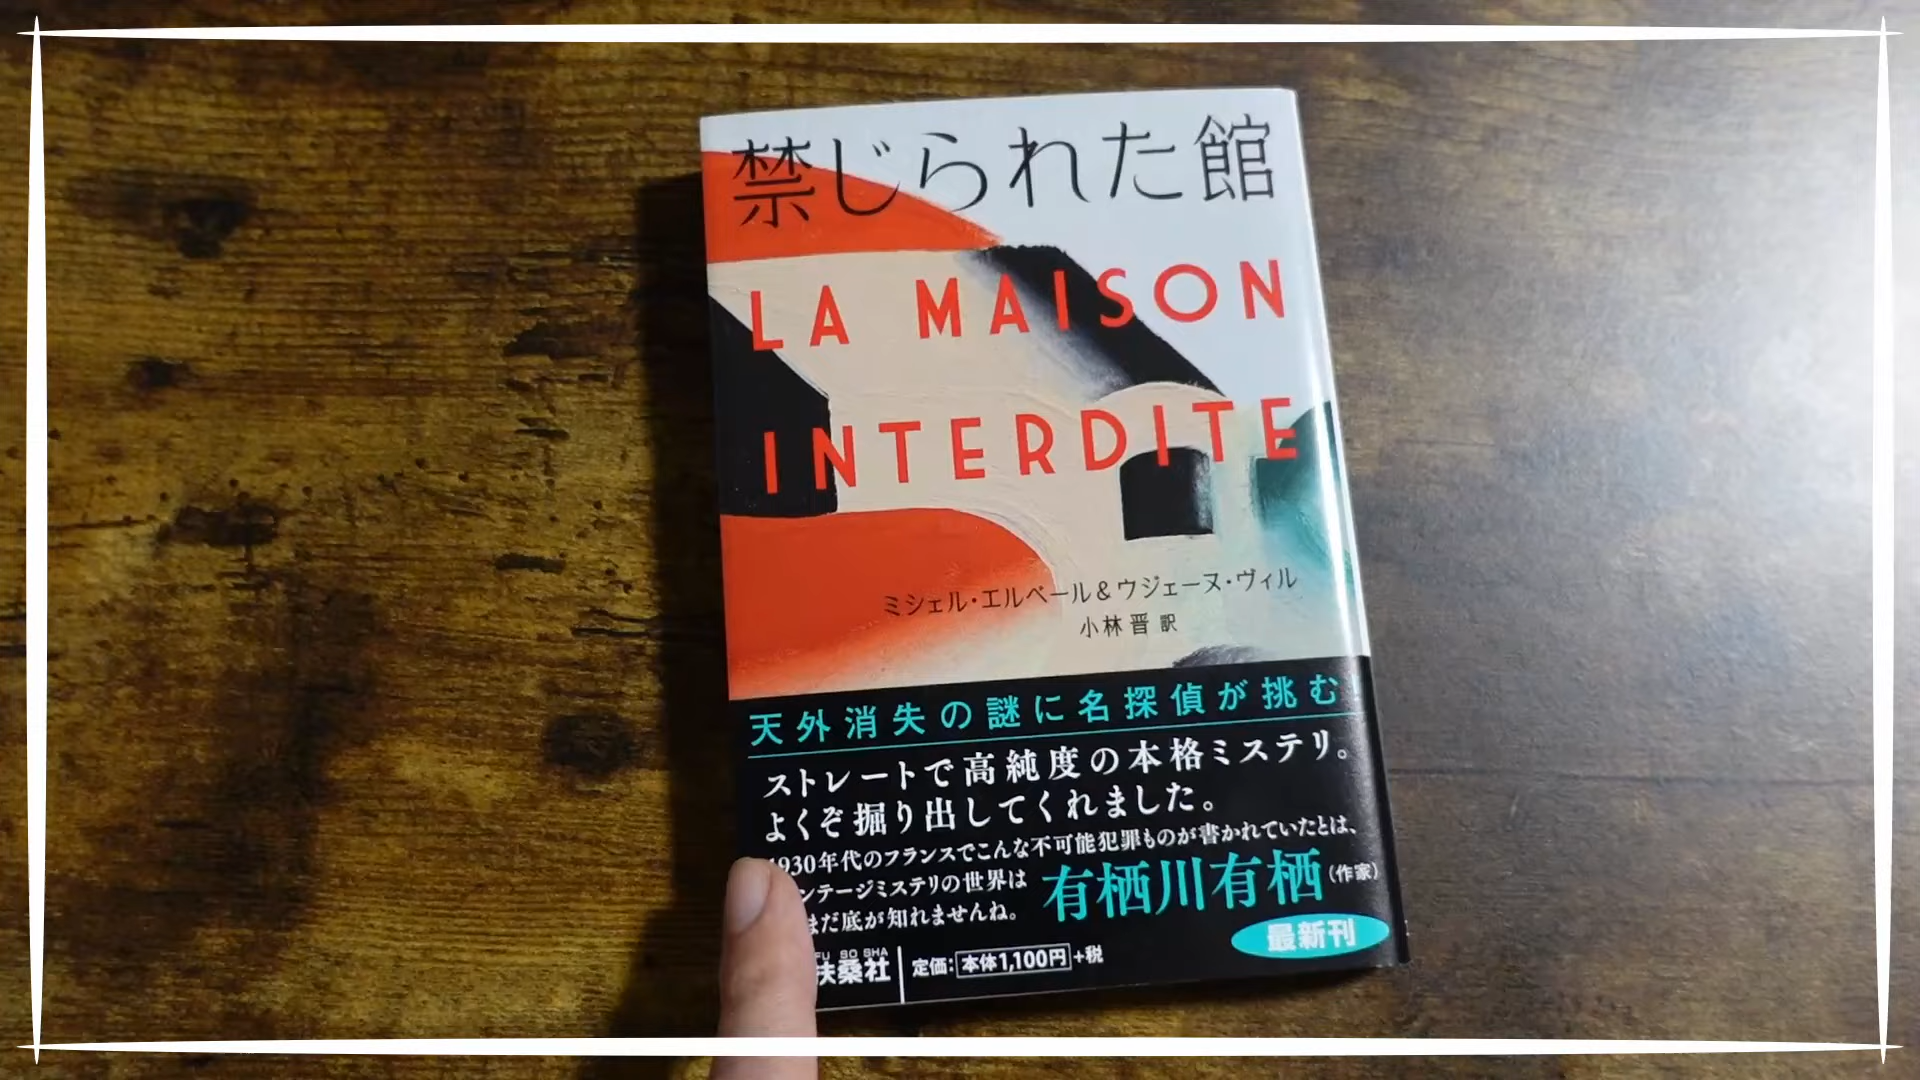 禁じられた館
LA MAISON
INTERDITE
ミシェル・エルベール&ウジェーヌ・ヴィル
小林 晋 訳
天外消失の謎に名探偵が挑む
ストレートで高純度の本格ミステリ。
よくぞ掘り出してくれました。
1930年代のフランスでこんな不可能犯罪ものが書かれていたとは、
ンテージミステリの世界は
まだ底が知れませんね。
有栖川有栖(作家)
最新刊
FU SO SHA
扶桑社
定価:本体1,100円+税